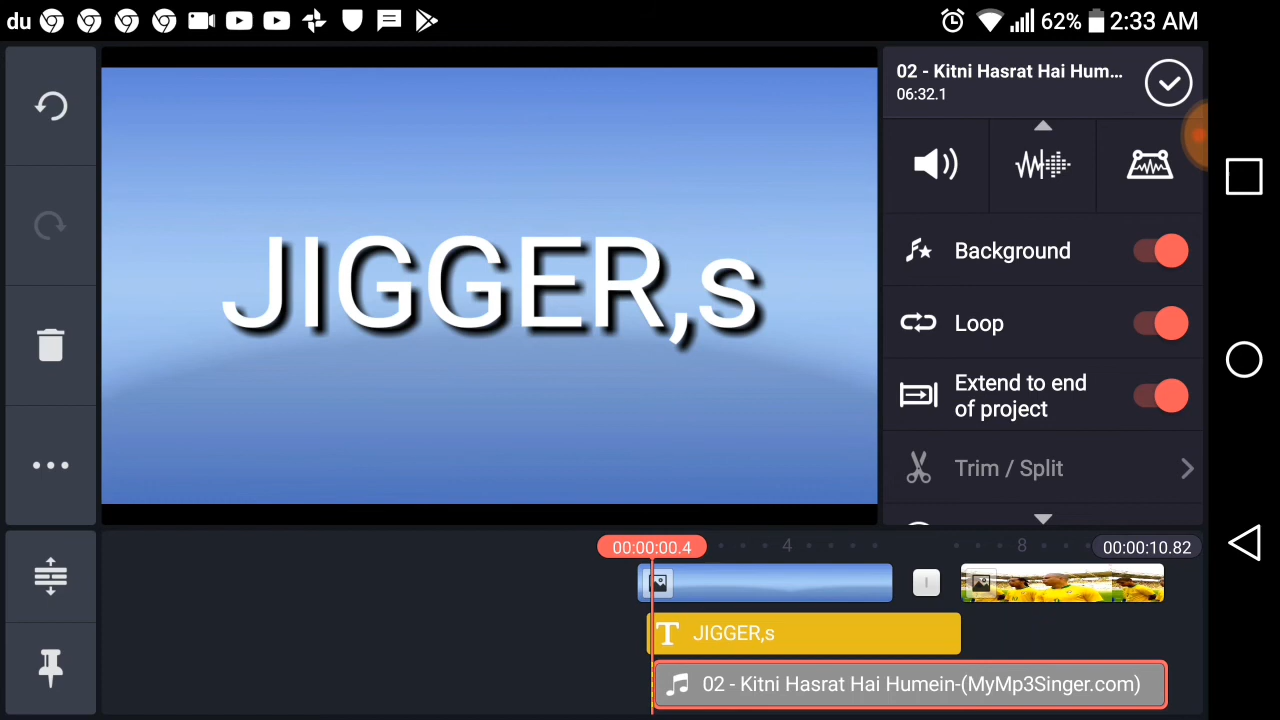 du
62%
2:33 AM
JIGGER,s
02 - Kitni Hasrat Hai Hum...
06:32.1
Background
Loop
Extend to end
of project
Trim / Split
00:00:00.4
4
8
00:00:10.82
T JIGGER,s
02 - Kitni Hasrat Hai Humein-(MyMp3Singer.com)